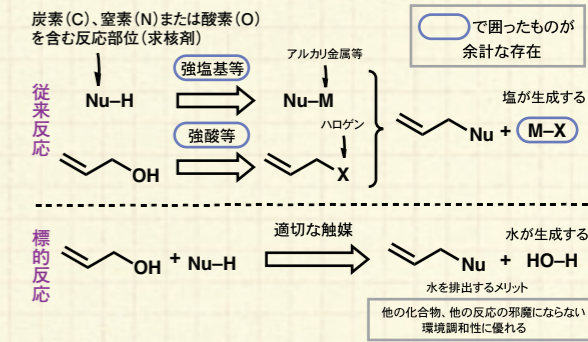 炭素（C）、窒素（N）または酸素（O）
を含む反応部位（求核剤）
で囲ったものが
余計な存在
従来反応
Nu–H
強塩基等
アルカリ金属等
Nu–M
塩が生成する
強酸等
ハロゲン
OH
X
Nu + M–X
標的反応
OH + Nu–H
適切な触媒
水が生成する
Nu + HO–H
水を排出するメリット
他の化合物、他の反応の邪魔にならない
環境調和性に優れる